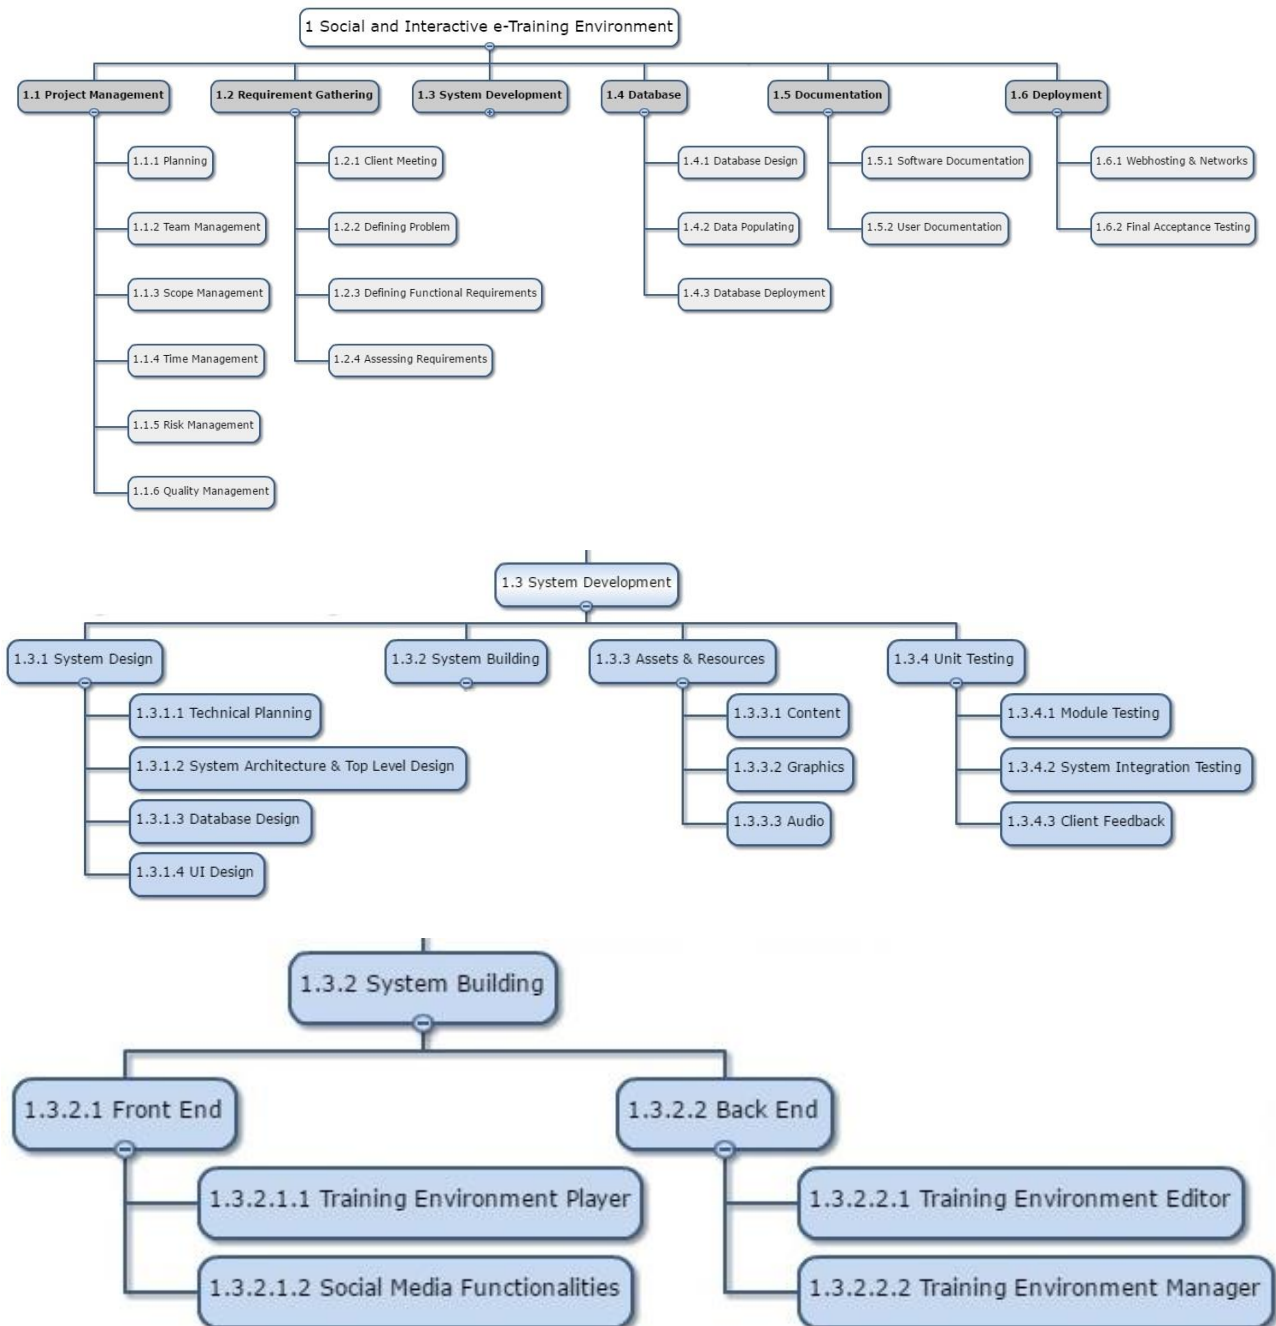 1 Social and Interactive e-Training Environment
1.1 Project Management
1.2 Requirement Gathering
1.3 System Development
1.4 Database
1.5 Documentation
1.6 Deployment
1.1.1 Planning
1.1.2 Team Management
1.1.3 Scope Management
1.1.4 Time Management
1.1.5 Risk Management
1.1.6 Quality Management
1.2.1 Client Meeting
1.2.2 Defining Problem
1.2.3 Defining Functional Requirements
1.2.4 Assessing Requirements
1.4.1 Database Design
1.4.2 Data Populating
1.4.3 Database Deployment
1.5.1 Software Documentation
1.5.2 User Documentation
1.6.1 Webhosting & Networks
1.6.2 Final Acceptance Testing
1.3 System Development
1.3.1 System Design
1.3.2 System Building
1.3.3 Assets & Resources
1.3.4 Unit Testing
1.3.1.1 Technical Planning
1.3.1.2 System Architecture & Top Level Design
1.3.1.3 Database Design
1.3.1.4 UI Design
1.3.3.1 Content
1.3.3.2 Graphics
1.3.3.3 Audio
1.3.4.1 Module Testing
1.3.4.2 System Integration Testing
1.3.4.3 Client Feedback
1.3.2 System Building
1.3.2.1 Front End
1.3.2.2 Back End
1.3.2.1.1 Training Environment Player
1.3.2.1.2 Social Media Functionalities
1.3.2.2.1 Training Environment Editor
1.3.2.2.2 Training Environment Manager